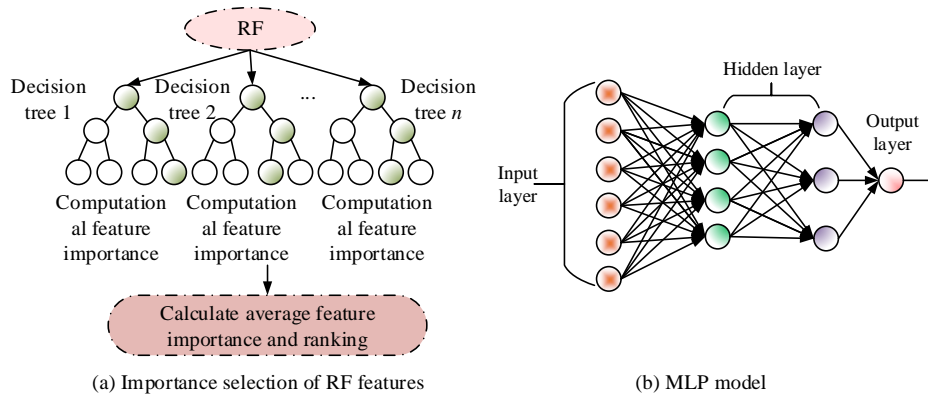 RF
Decision
tree 1
Decision
tree 2
...
Decision
tree n
Computation
al feature
importance
Computation
al feature
importance
Computation
al feature
importance
Calculate average feature
importance and ranking
(a) Importance selection of RF features
Hidden layer
Input
layer
Output
layer
(b) MLP model